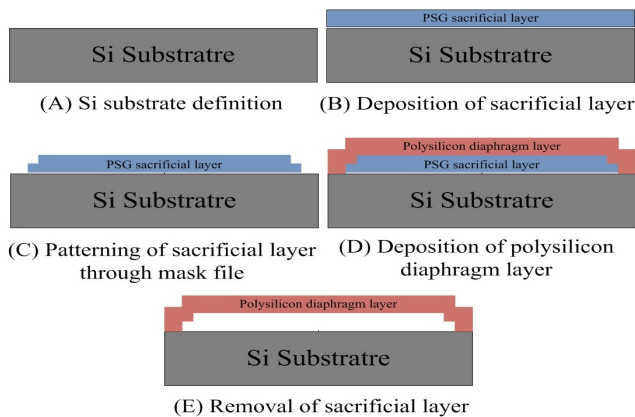 Si Substratre
(A) Si substrate definition
PSG sacrificial layer
Si Substratre
(B) Deposition of sacrificial layer
PSG sacrificial layer
Si Substratre
(C) Patterning of sacrificial layer
through mask file
Polysilicon diaphragm layer
PSG sacrificial layer
Si Substratre
(D) Deposition of polysilicon
diaphragm layer
Polysilicon diaphragm layer
Si Substratre
(E) Removal of sacrificial layer